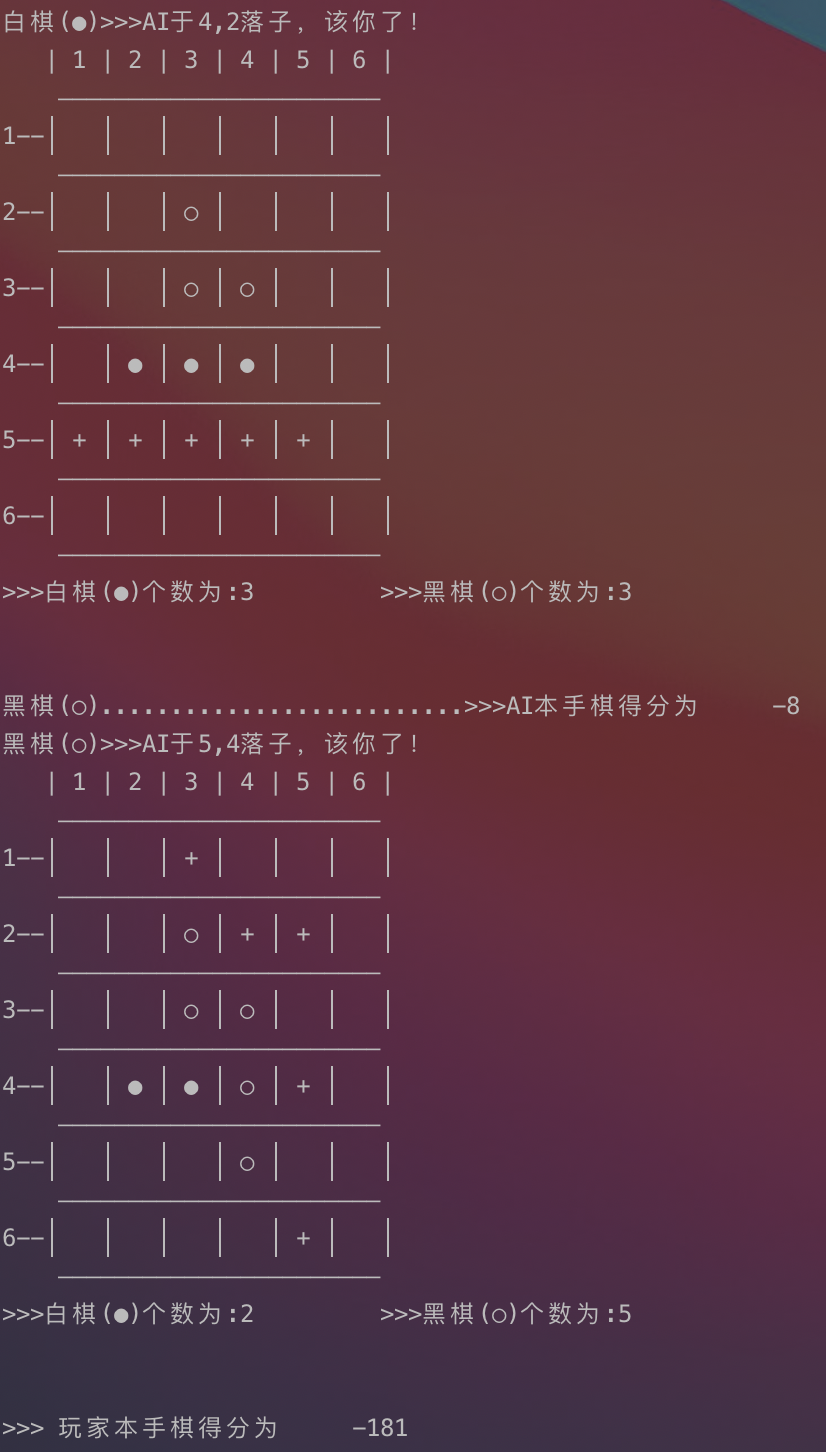 白棋(●)>>>AI于4,2落子, 该你了!
| 1 | 2 | 3 | 4 | 5 | 6 |
1——| | | | | | |
2——| | | ○ | | | |
3——| | | ○ | ○ | | |
4——| | ● | ● | ● | | |
5——| + | + | + | + | + | |
6——| | | | | | |
>>>白棋(●)个数为:3 >>>黑棋(○)个数为:3
黑棋(○)..........................>>>AI本手棋得分为 −8
黑棋(○)>>>AI于5,4落子, 该你了!
| 1 | 2 | 3 | 4 | 5 | 6 |
1——| | | + | | | |
2——| | | ○ | + | + | |
3——| | | ○ | ○ | | |
4——| | ● | ● | ○ | + | |
5——| | | | ○ | | |
6——| | | | | + | |
>>>白棋(●)个数为:2 >>>黑棋(○)个数为:5
>>> 玩家本手棋得分为 −181